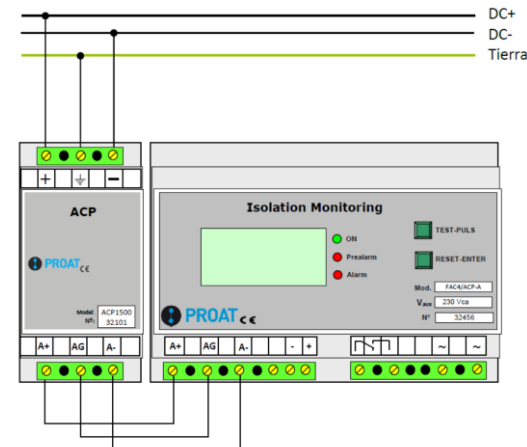 DC+
DC-
Tierra
+ ⏚ −
ACP
PROAT CE
Model: ACP1500
Nº: 32101
A+ AG A-
Isolation Monitoring
ON
Prealarm
Alarm
TEST-PULS
RESET-ENTER
Mod. FAC4/ACP-A
Vaux 230 Vca
Nº 32456
PROAT CE
A+ AG A- - +
~ ~